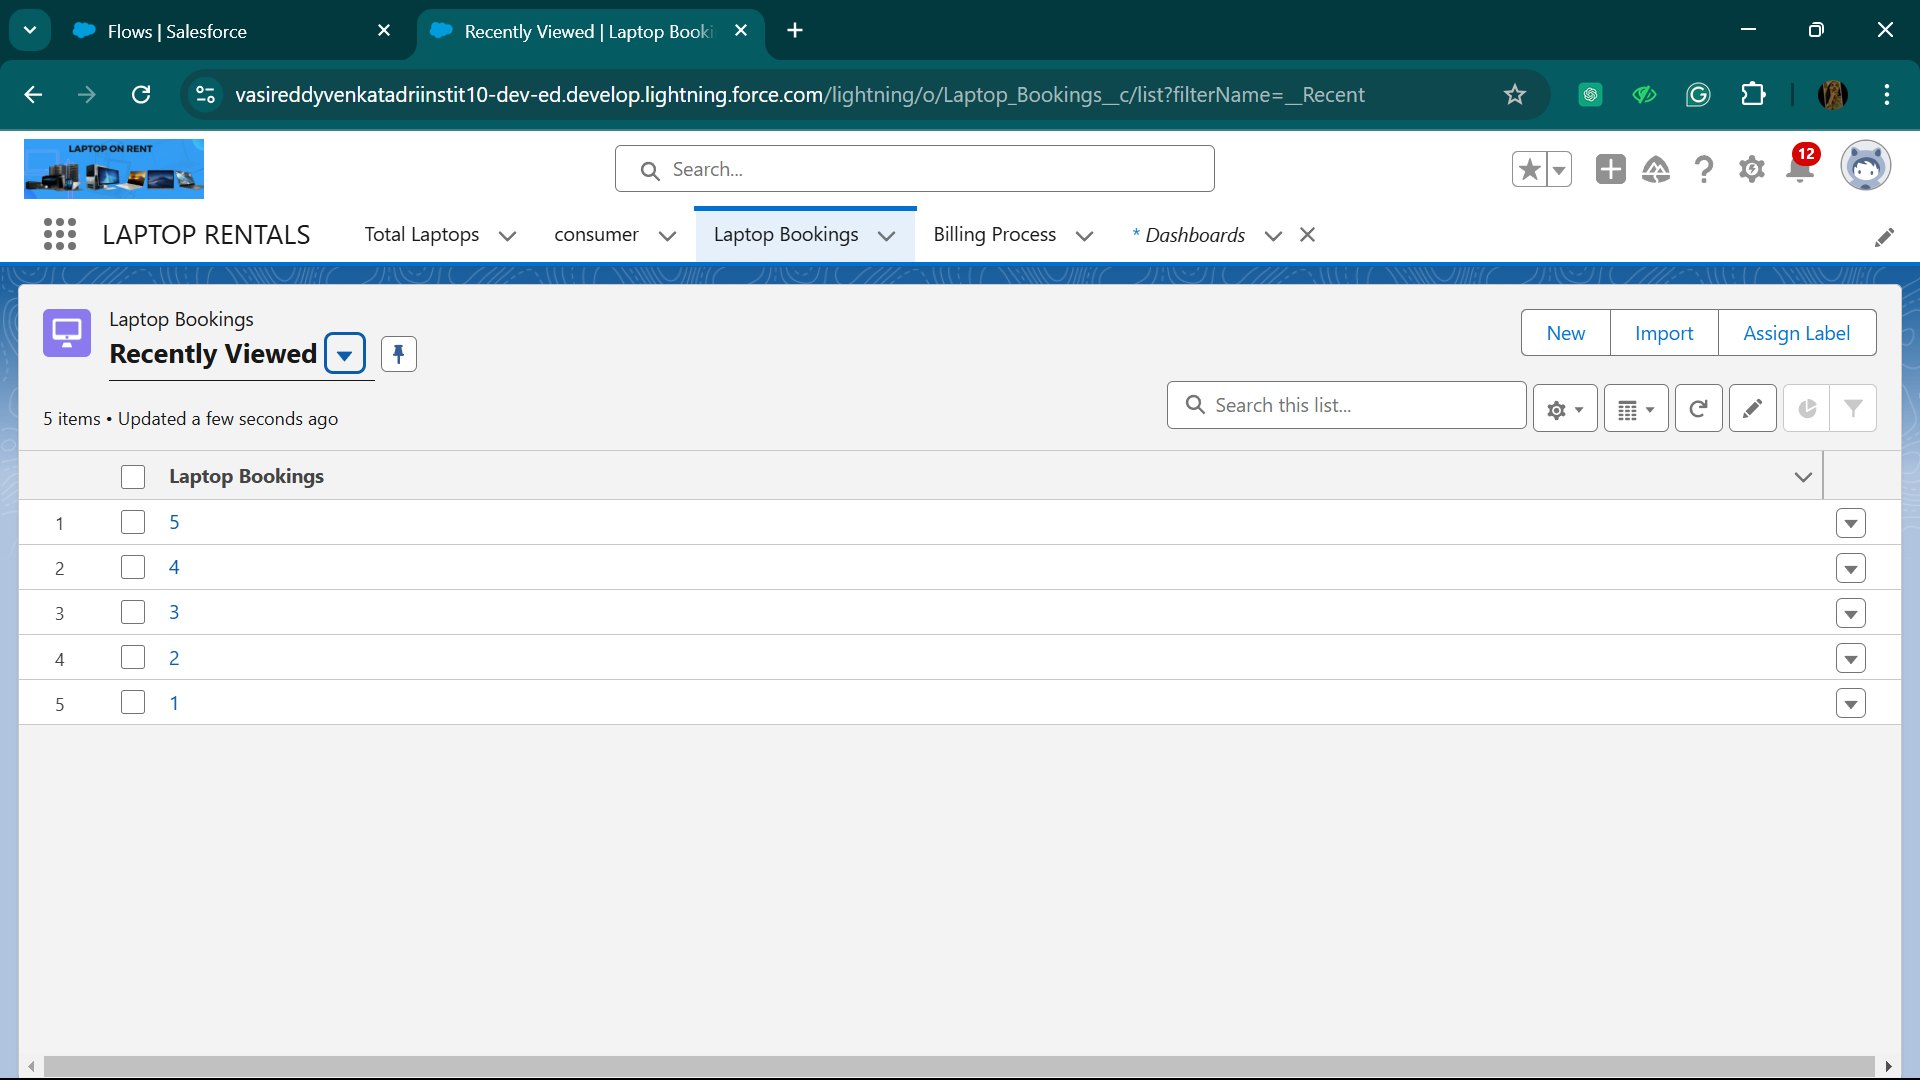 Flows | Salesforce
Recently Viewed | Laptop Booki
vasireddyvenkatadriinstit10-dev-ed.develop.lightning.force.com/lightning/o/Laptop_Bookings__c/list?filterName=__Recent
LAPTOP ON RENT
Search...
12
LAPTOP RENTALS
Total Laptops
consumer
Laptop Bookings
Billing Process
* Dashboards
Laptop Bookings
Recently Viewed
New
Import
Assign Label
5 items • Updated a few seconds ago
Search this list...
Laptop Bookings
1 5
2 4
3 3
4 2
5 1